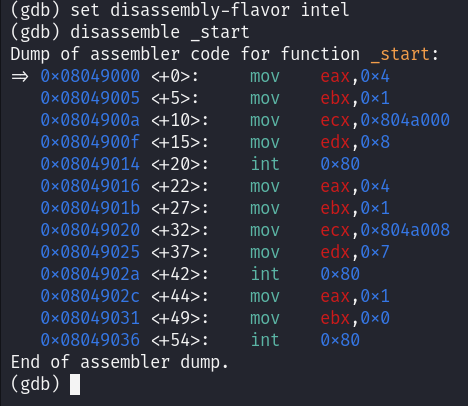 (gdb) set disassembly-flavor intel
(gdb) disassemble _start
Dump of assembler code for function _start:
=> 0x08049000 <+0>:     mov    eax,0x4
   0x08049005 <+5>:     mov    ebx,0x1
   0x0804900a <+10>:    mov    ecx,0x804a000
   0x0804900f <+15>:    mov    edx,0x8
   0x08049014 <+20>:    int    0x80
   0x08049016 <+22>:    mov    eax,0x4
   0x0804901b <+27>:    mov    ebx,0x1
   0x08049020 <+32>:    mov    ecx,0x804a008
   0x08049025 <+37>:    mov    edx,0x7
   0x0804902a <+42>:    int    0x80
   0x0804902c <+44>:    mov    eax,0x1
   0x08049031 <+49>:    mov    ebx,0x0
   0x08049036 <+54>:    int    0x80
End of assembler dump.
(gdb)